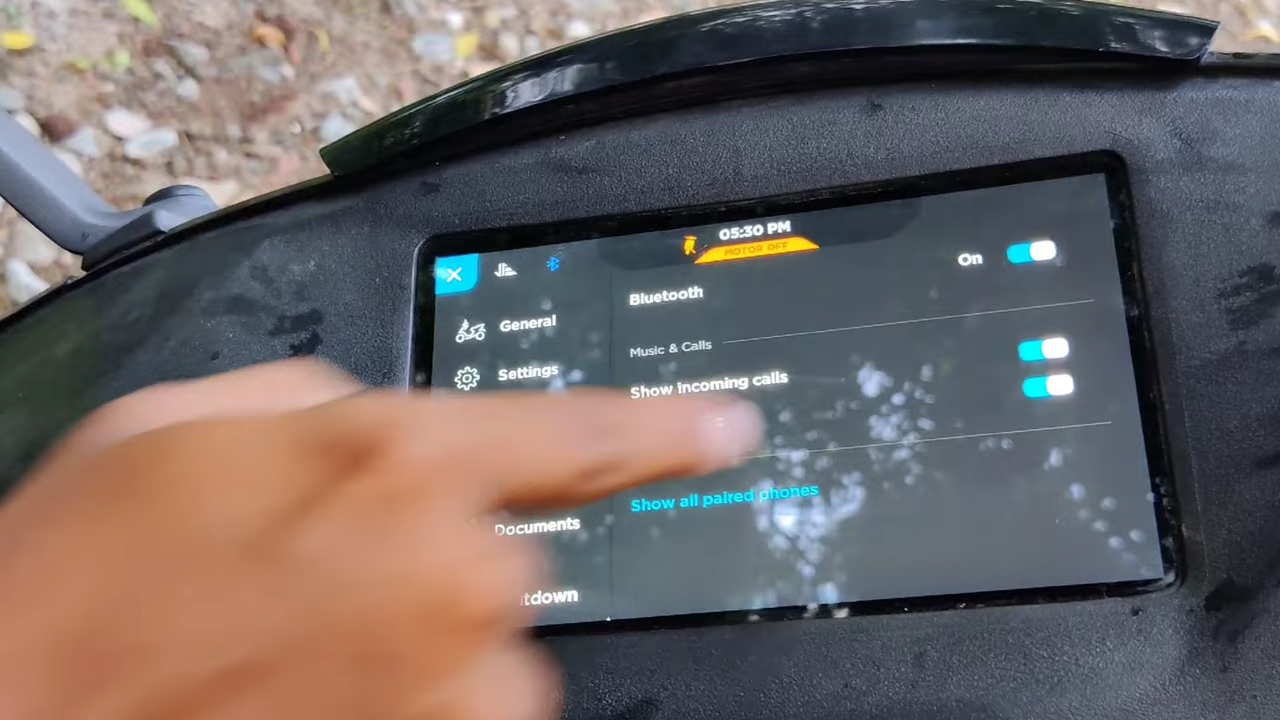 05:30 PM
MOTOR OFF
On
Bluetooth
General
Music & Calls
Settings
Show incoming calls
Show all paired phones
Documents
tdown